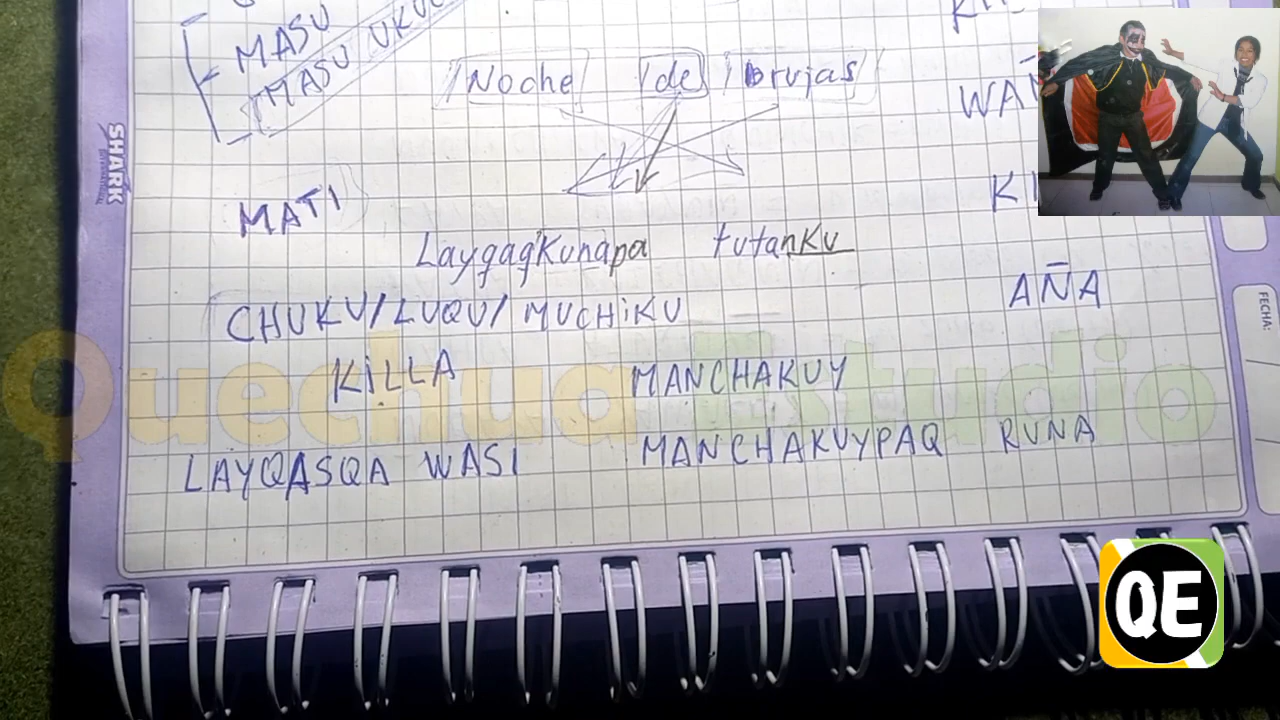 MASU
MASU UKU
Noche de brujas
WAÑ
MATI
Layqaqkunapa tutanku
CHUKU/LUQU/MUCHiKU
AÑA
KiLLA
MANCHAKUY
LAYQASQA WASI
MANCHAKUYPAQ RUNA
SHARK
FECHA:
Quechua Estudio
QE